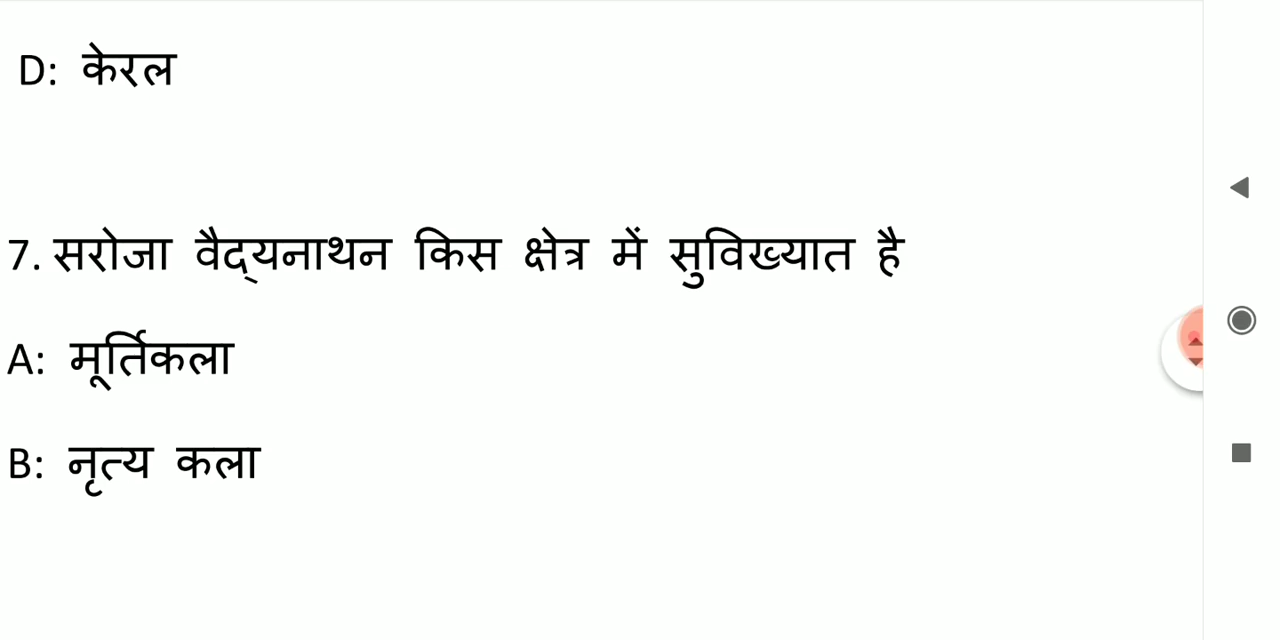 D: केरल
7. सरोजा वैद्‌यनाथन किस क्षेत्र में सुविख्यात है
A: मूर्तिकला
B: नृत्य कला